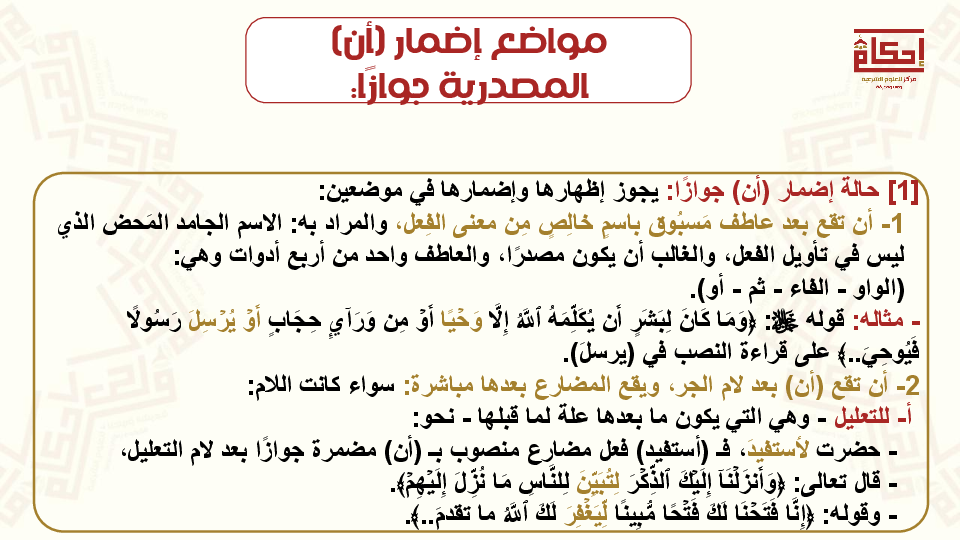 مواضع إضمار (أن)
المصدرية جوازًا:
إحكام
مركز للعلوم الشرعية
[1] حالة إضمار (أن) جوازًا: يجوز إظهارها وإضمارها في موضعين:
1- أن تقع بعد عاطف مَسبُوق باسمٍ خالِصٍ مِن معنى الفِعل، والمراد به: الاسم الجامد المَحض الذي
ليس في تأويل الفعل، والغالب أن يكون مصدرًا، والعاطف واحد من أربع أدوات وهي:
(الواو - الفاء - ثم - أو).
- مثاله: قوله ﷻ: ﴿وَمَا كَانَ لِبَشَرٍ أَن يُكَلِّمَهُ ٱللَّهُ إِلَّا وَحۡيًا أَوۡ مِن وَرَآيِٕ حِجَابٍ أَوۡ يُرۡسِلَ رَسُولٗا
فَيُوحِيَ..﴾ على قراءة النصب في (يرسلَ).
2- أن تقع (أن) بعد لام الجر، ويقع المضارع بعدها مباشرة: سواء كانت اللام:
أ- للتعليل - وهي التي يكون ما بعدها علة لما قبلها - نحو:
- حضرت لأستفيدَ، فـ (أستفيد) فعل مضارع منصوب بـ (أن) مضمرة جوازًا بعد لام التعليل،
- قال تعالى: ﴿وَأَنزَلۡنَآ إِلَيۡكَ ٱلذِّكۡرَ لِتُبَيِّنَ لِلنَّاسِ مَا نُزِّلَ إِلَيۡهِمۡ﴾.
- وقوله: ﴿إِنَّا فَتَحۡنَا لَكَ فَتۡحٗا مُّبِينٗا لِّيَغۡفِرَ لَكَ ٱللَّهُ ما تقدمَ..﴾.